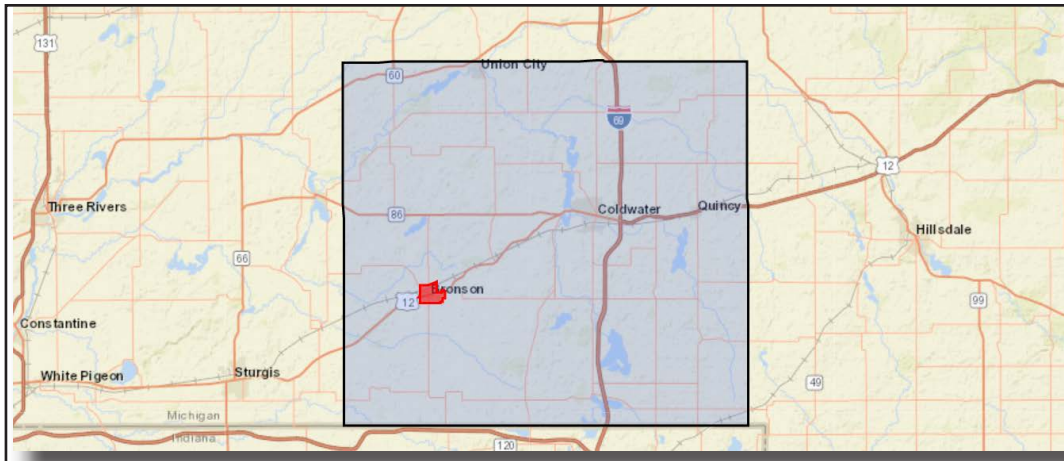 131
Union City
60
69
12
Three Rivers
86
Coldwater
Quincy
Hillsdale
66
Bronson
12
99
Constantine
White Pigeon
Sturgis
49
Michigan
Indiana
120